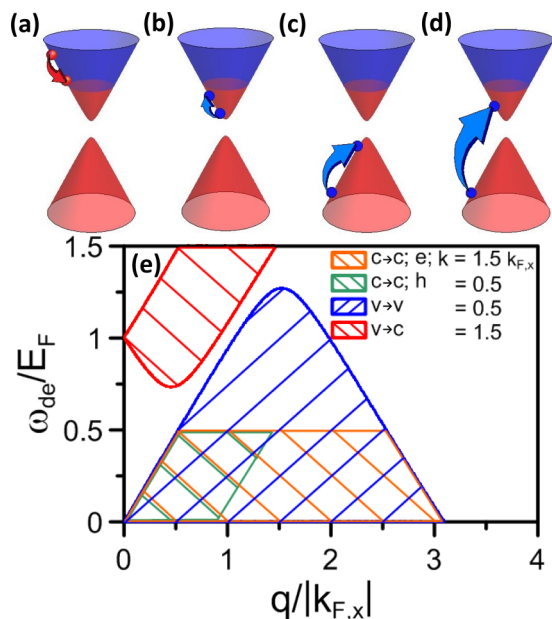 (a) (b) (c) (d)
(e)
c→c; e; k = 1.5 k_F,x
c→c; h = 0.5
v→v = 0.5
v→c = 1.5
1.5
1
0.5
0
ω_de/E_F
0 1 2 3 4
q/|k_F,x|